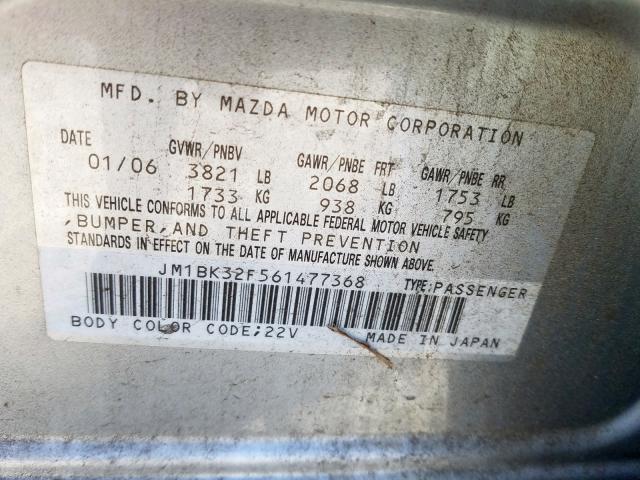 MFD. BY MAZDA MOTOR CORPORATION
DATE GVWR/PNBV GAWR/PNBE FRT GAWR/PNBE RR
01/06 3821 LB 2068 LB 1753 LB
1733 KG 938 KG 795 KG
THIS VEHICLE CONFORMS TO ALL APPLICABLE FEDERAL MOTOR VEHICLE SAFETY
,BUMPER,AND THEFT PREVENTION
STANDARDS IN EFFECT ON THE DATE OF MANUFACTURE SHOWN ABOVE.
JM1BK32F561477368 TYPE:PASSENGER
BODY COLOR CODE;22V MADE IN JAPAN